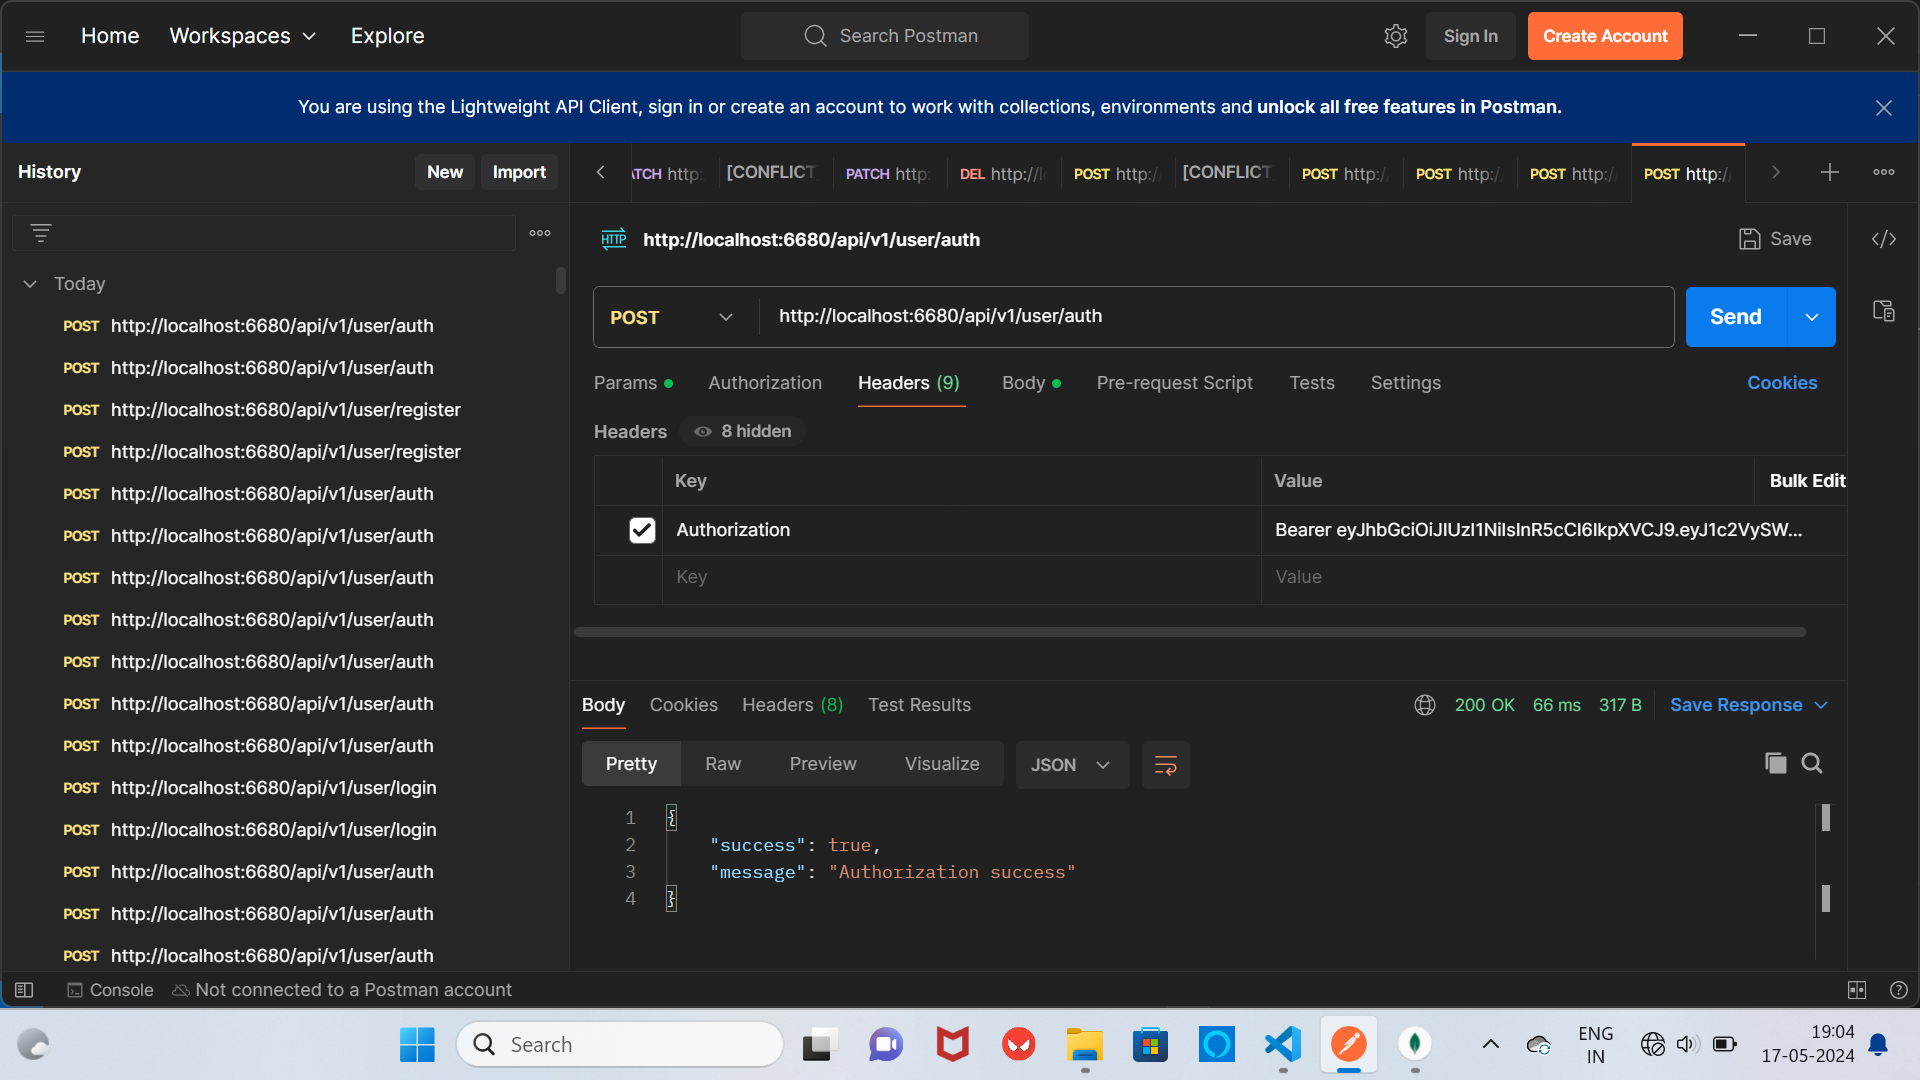 Home Workspaces Explore Search Postman Sign In Create Account
You are using the Lightweight API Client, sign in or create an account to work with collections, environments and unlock all free features in Postman.
History New Import
ATCH http: [CONFLICT PATCH http: DEL http://l POST http:/ [CONFLICT POST http:/ POST http:/ POST http:/ POST http:/
HTTP http://localhost:6680/api/v1/user/auth Save
Today
POST http://localhost:6680/api/v1/user/auth
POST http://localhost:6680/api/v1/user/auth
POST http://localhost:6680/api/v1/user/register
POST http://localhost:6680/api/v1/user/register
POST http://localhost:6680/api/v1/user/auth
POST http://localhost:6680/api/v1/user/auth
POST http://localhost:6680/api/v1/user/auth
POST http://localhost:6680/api/v1/user/auth
POST http://localhost:6680/api/v1/user/auth
POST http://localhost:6680/api/v1/user/auth
POST http://localhost:6680/api/v1/user/auth
POST http://localhost:6680/api/v1/user/login
POST http://localhost:6680/api/v1/user/login
POST http://localhost:6680/api/v1/user/auth
POST http://localhost:6680/api/v1/user/auth
POST http://localhost:6680/api/v1/user/auth
POST http://localhost:6680/api/v1/user/auth Send
Params Authorization Headers (9) Body Pre-request Script Tests Settings Cookies
Headers 8 hidden
Key Value Bulk Edit
Authorization Bearer eyJhbGciOiJIUzI1NiIsInR5cCI6IkpXVCJ9.eyJ1c2VySW...
Key Value
Body Cookies Headers (8) Test Results 200 OK 66 ms 317 B Save Response
Pretty Raw Preview Visualize JSON
1 {
2 "success": true,
3 "message": "Authorization success"
4 }
Console Not connected to a Postman account
Search
ENG
IN
19:04
17-05-2024